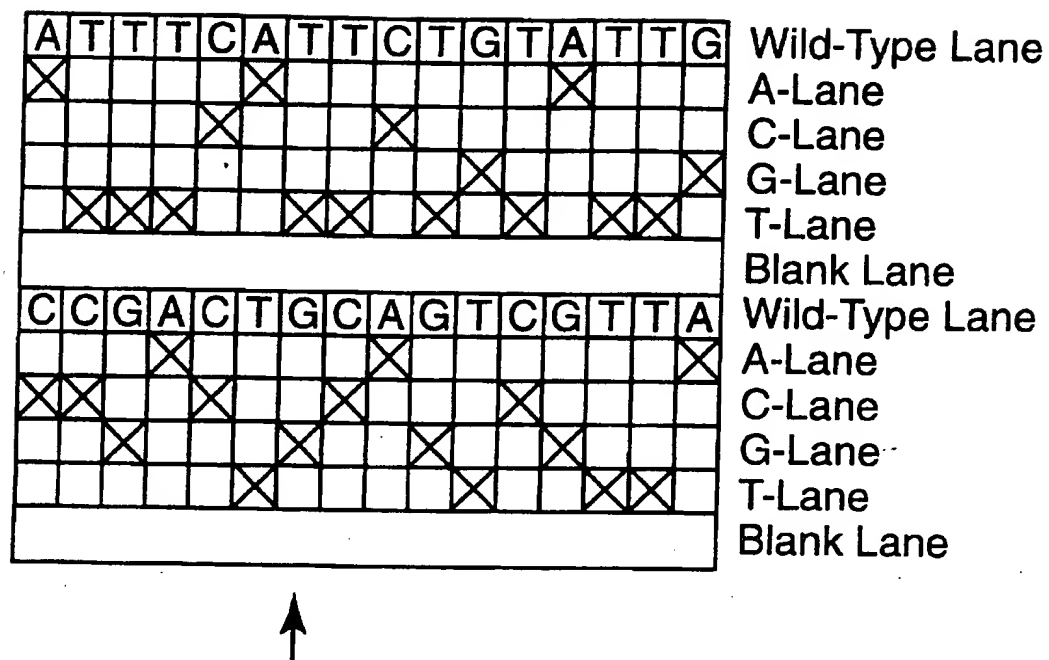 A T T T C A T T C T G T A T T G Wild-Type Lane
A-Lane
C-Lane
G-Lane
T-Lane
Blank Lane
C C G A C T G C A G T C G T T A Wild-Type Lane
A-Lane
C-Lane
G-Lane
T-Lane
Blank Lane